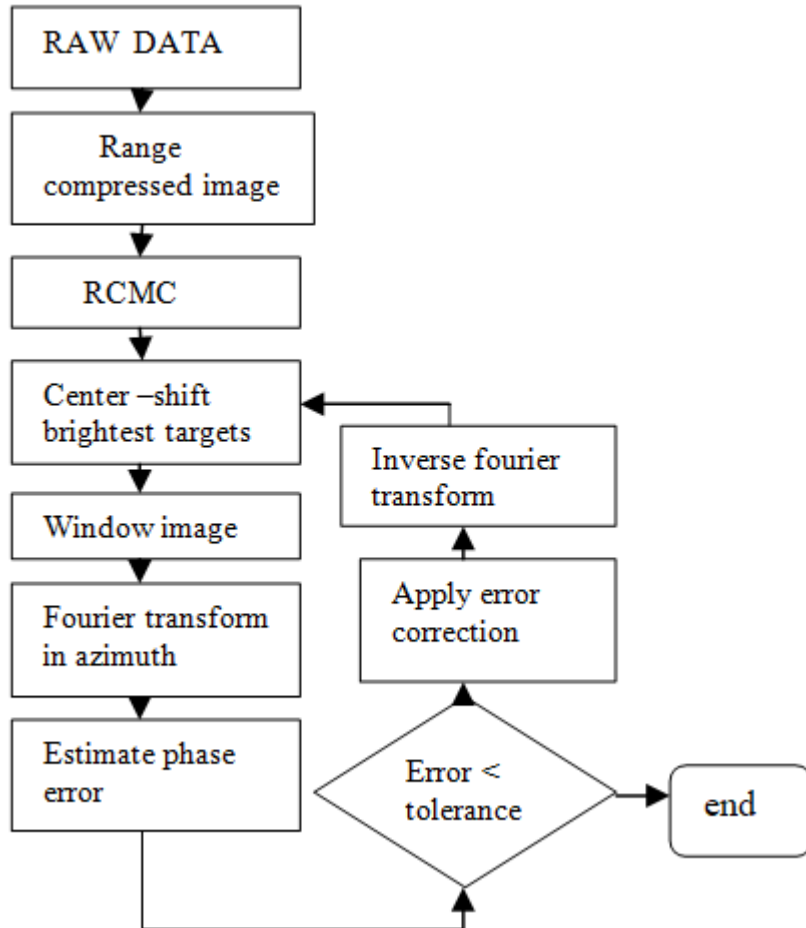 RAW DATA
Range
compressed image
RCMC
Center –shift
brightest targets
Window image
Fourier transform
in azimuth
Estimate phase
error
Error <
tolerance
Apply error
correction
Inverse fourier
transform
end